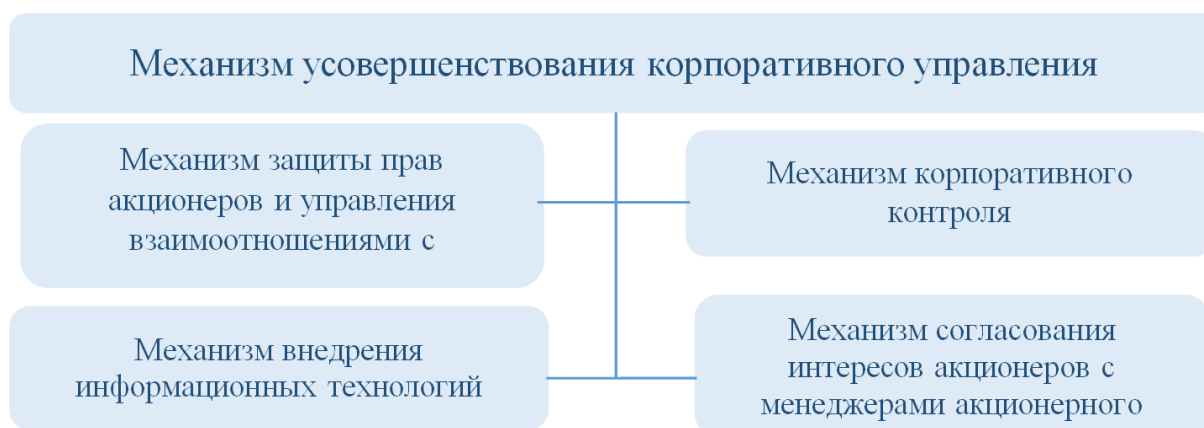 Механизм усовершенствования корпоративного управления
Механизм защиты прав
акционеров и управления
взаимоотношениями с
Механизм корпоративного
контроля
Механизм внедрения
информационных технологий
Механизм согласования
интересов акционеров с
менеджерами акционерного